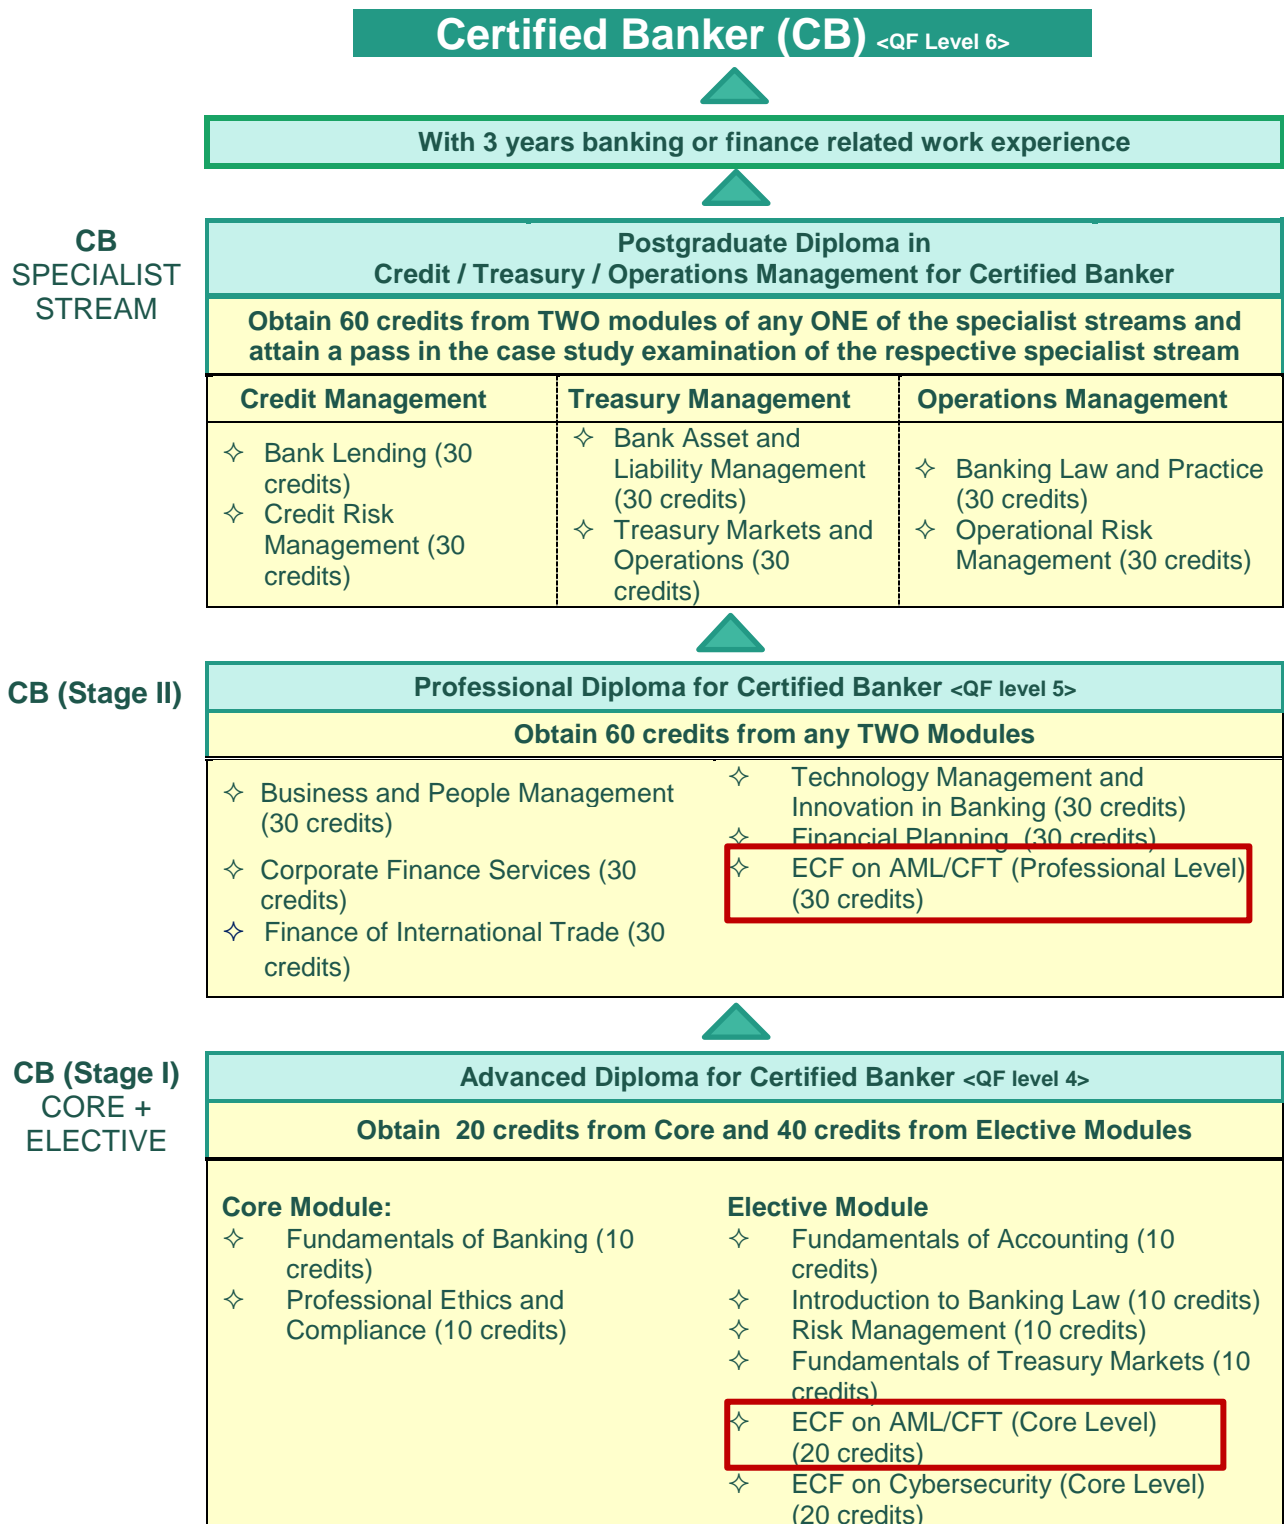 Certified Banker (CB) <QF Level 6>
With 3 years banking or finance related work experience
CB
SPECIALIST
STREAM
Postgraduate Diploma in
Credit / Treasury / Operations Management for Certified Banker
Obtain 60 credits from TWO modules of any ONE of the specialist streams and
attain a pass in the case study examination of the respective specialist stream
Credit Management
✧ Bank Lending (30
credits)
✧ Credit Risk
Management (30
credits)
Treasury Management
✧ Bank Asset and
Liability Management
(30 credits)
✧ Treasury Markets and
Operations (30
credits)
Operations Management
✧ Banking Law and Practice
(30 credits)
✧ Operational Risk
Management (30 credits)
CB (Stage II)
Professional Diploma for Certified Banker <QF level 5>
Obtain 60 credits from any TWO Modules
✧ Business and People Management
(30 credits)
✧ Corporate Finance Services (30
credits)
✧ Finance of International Trade (30
credits)
✧ Technology Management and
Innovation in Banking (30 credits)
✧ Financial Planning (30 credits)
✧ ECF on AML/CFT (Professional Level)
(30 credits)
CB (Stage I)
CORE +
ELECTIVE
Advanced Diploma for Certified Banker <QF level 4>
Obtain 20 credits from Core and 40 credits from Elective Modules
Core Module:
✧ Fundamentals of Banking (10
credits)
✧ Professional Ethics and
Compliance (10 credits)
Elective Module
✧ Fundamentals of Accounting (10
credits)
✧ Introduction to Banking Law (10 credits)
✧ Risk Management (10 credits)
✧ Fundamentals of Treasury Markets (10
credits)
✧ ECF on AML/CFT (Core Level)
(20 credits)
✧ ECF on Cybersecurity (Core Level)
(20 credits)